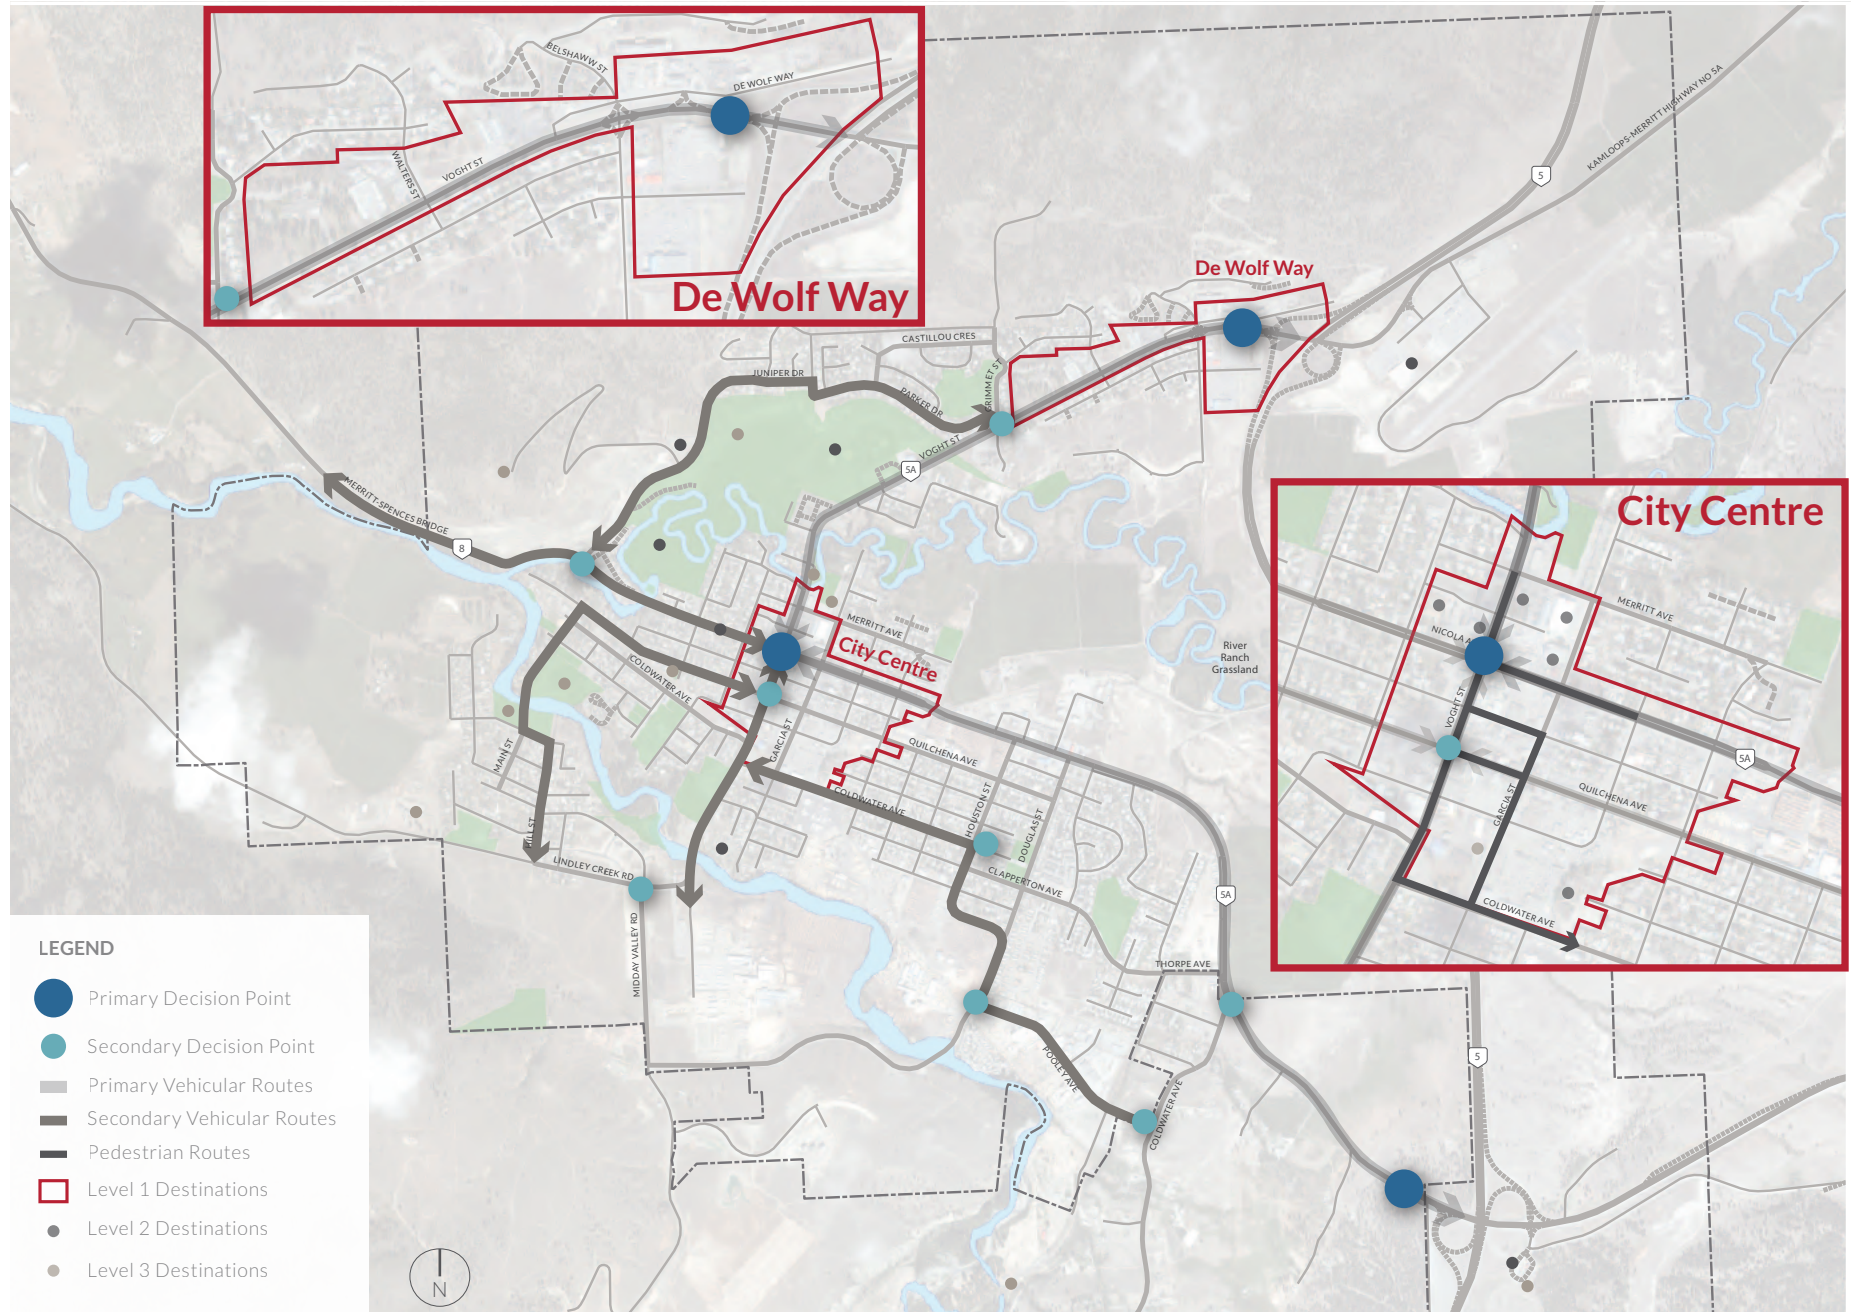 BELSHAWW ST
DE WOLF WAY
WALTERS ST
VOGHT ST
De Wolf Way
KAMLOOPS-MERRITT HIGHWAY NO 5A
5
De Wolf Way
CASTILLOU CRES
GRIMMET ST
JUNIPER DR
PARKER DR
VOGHT ST
5A
MERRITT-SPENCES BRIDGE
8
MERRITT AVE
City Centre
COLDWATER AVE
GARCIA ST
QUILCHENA AVE
MAIN ST
COLDWATER AVE
HOUSTON ST
DOUGLAS ST
HILL ST
LINDLEY CREEK RD
CLAPPERTON AVE
5A
MIDDAY VALLEY RD
THORPE AVE
POOLEY AVE
COLDWATER AVE
5
River
Ranch
Grassland
City Centre
MERRITT AVE
NICOLA A
VOGHT ST
5A
GARCIA ST
QUILCHENA AVE
COLDWATER AVE
LEGEND
Primary Decision Point
Secondary Decision Point
Primary Vehicular Routes
Secondary Vehicular Routes
Pedestrian Routes
Level 1 Destinations
Level 2 Destinations
Level 3 Destinations
N